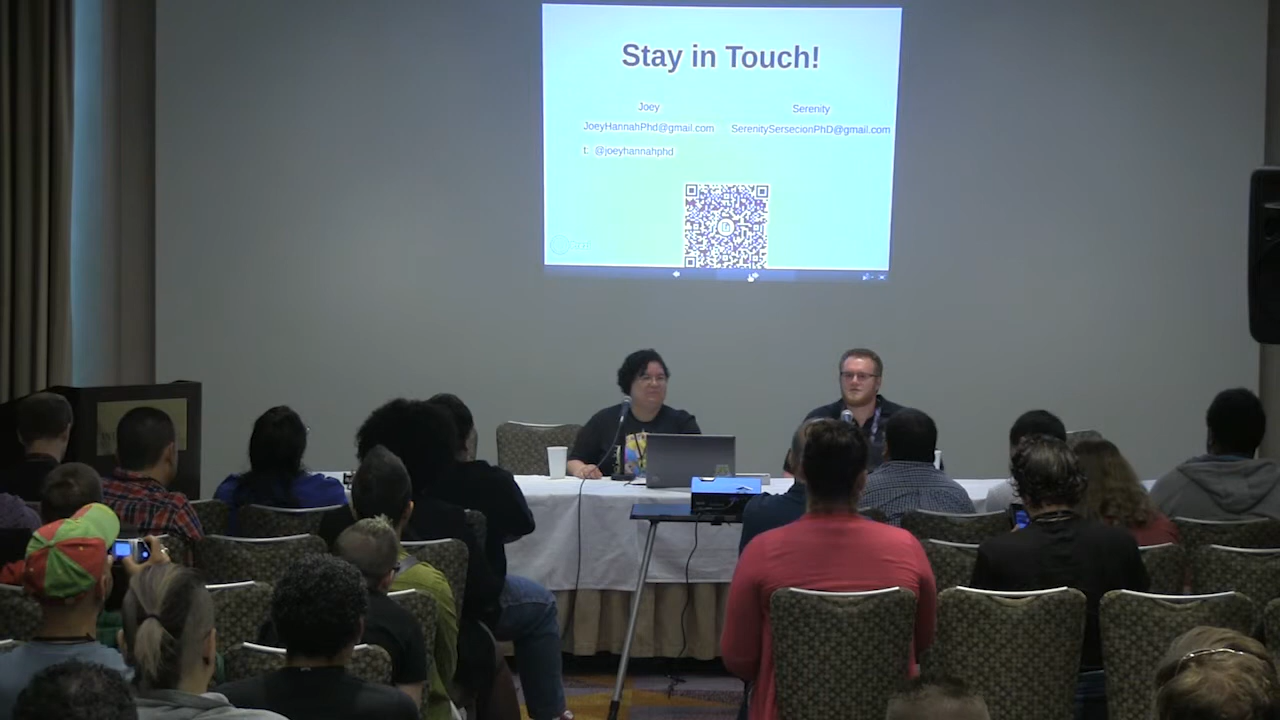 Stay in Touch!
Joey
Serenity
JoeyHannahPhd@gmail.com
SerenitySersecionPhD@gmail.com
t: @joeyhannahphd